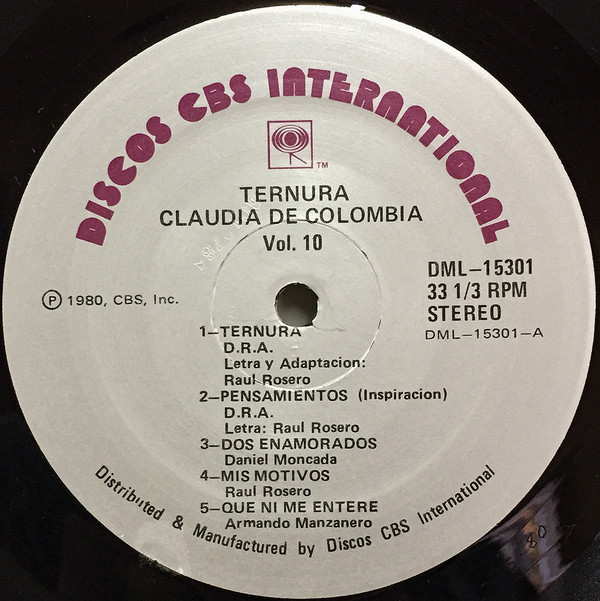 DISCOS CBS INTERNATIONAL
TM
TERNURA
CLAUDIA DE COLOMBIA
Vol. 10
DML-15301
33 1/3 RPM
STEREO
DML-15301-A
Ⓟ 1980, CBS, Inc.
1-TERNURA
D.R.A.
Letra y Adaptacion:
Raul Rosero
2-PENSAMIENTOS (Inspiracion)
D.R.A.
Letra: Raul Rosero
3-DOS ENAMORADOS
Daniel Moncada
4-MIS MOTIVOS
Raul Rosero
5-QUE NI ME ENTERE
Armando Manzanero
Distributed & Manufactured by Discos CBS International